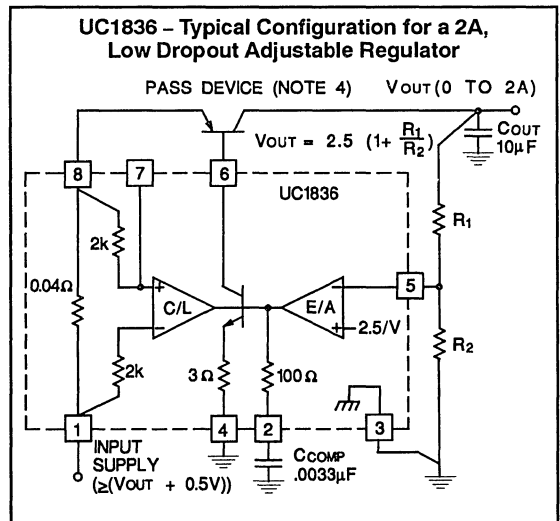 UC1836 – Typical Configuration for a 2A,
Low Dropout Adjustable Regulator
PASS DEVICE (NOTE 4) VOUT (0 TO 2A)
VOUT = 2.5 (1+ R1/R2)
COUT
10µF
8
7
6
UC1836
2k
R1
0.04Ω
+
C/L
–
–
E/A
+
2.5/V
5
R2
2k
3Ω
100Ω
1
4
2
3
INPUT
SUPPLY
(≥(VOUT + 0.5V))
CCOMP
.0033µF